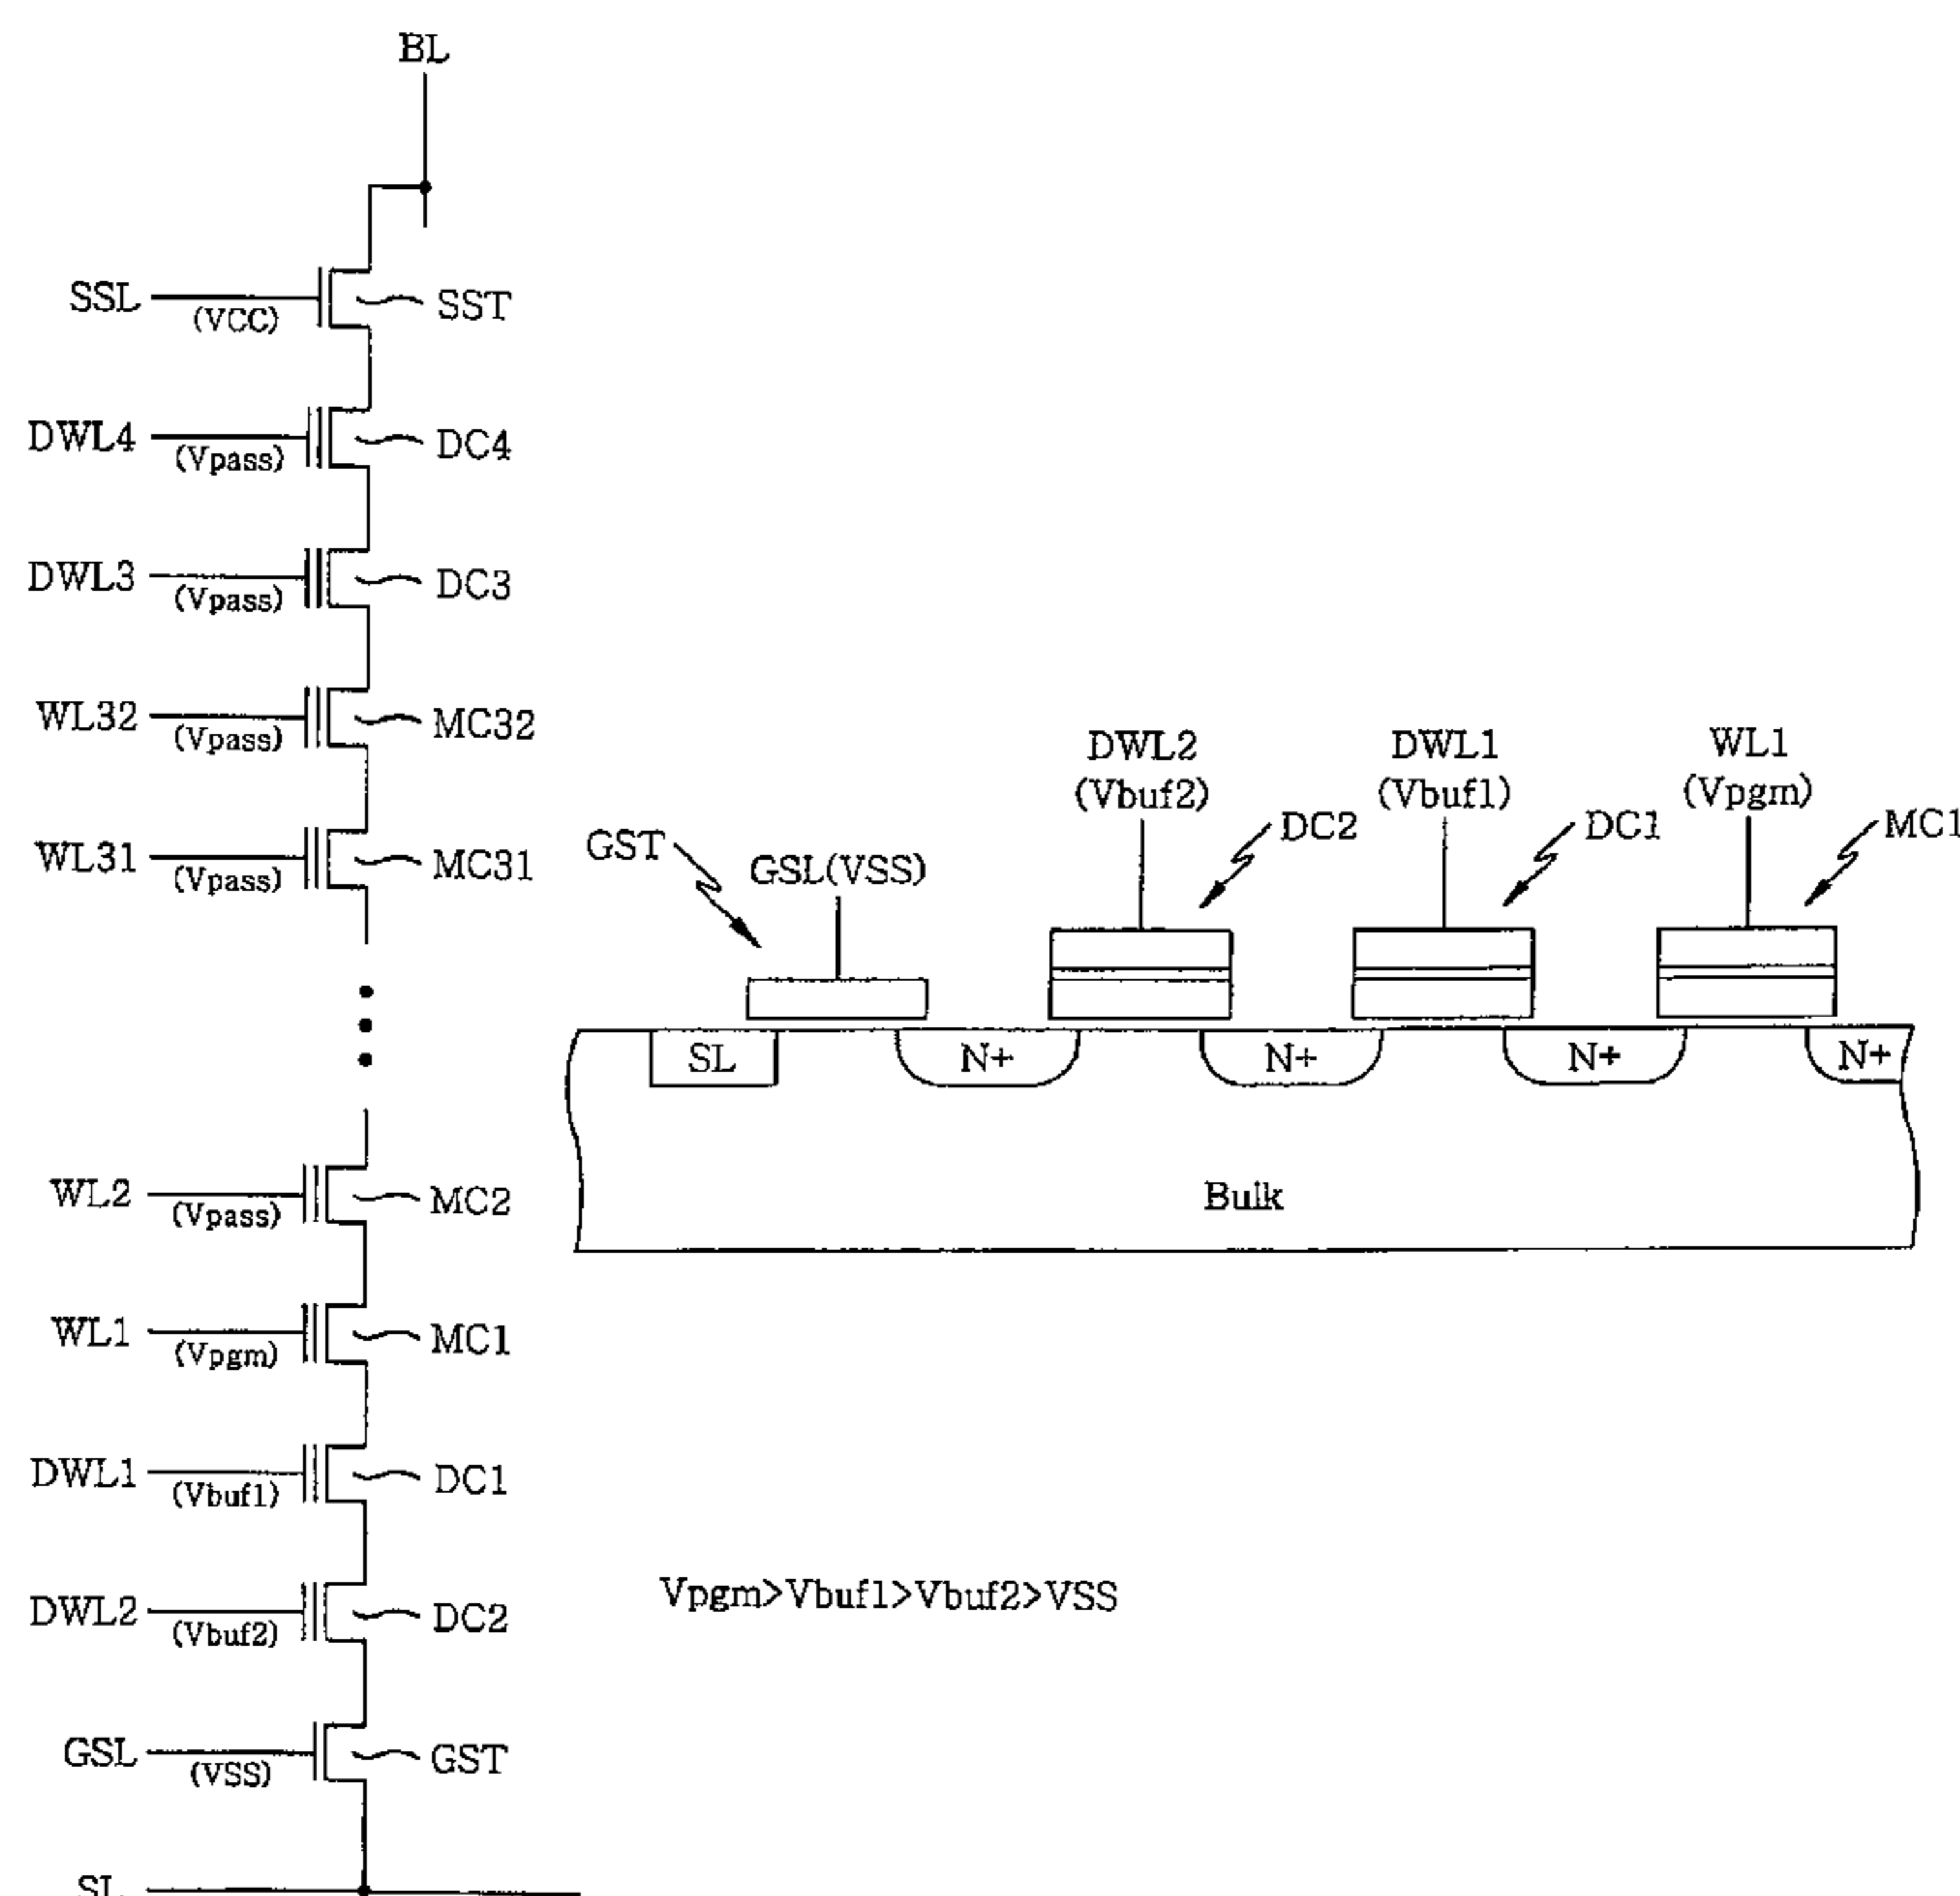 BL
SSL
(VCC)
SST
DWL4
(Vpass)
DC4
DWL3
(Vpass)
DC3
WL32
(Vpass)
MC32
WL31
(Vpass)
MC31
WL2
(Vpass)
MC2
WL1
(Vpgm)
MC1
DWL1
(Vbuf1)
DC1
DWL2
(Vbuf2)
DC2
GSL
(VSS)
GST
SL
DWL2
(Vbuf2)
DWL1
(Vbuf1)
WL1
(Vpgm)
GST
GSL(VSS)
DC2
DC1
MC1
SL
N+
N+
N+
N+
Bulk
Vpgm>Vbuf1>Vbuf2>VSS